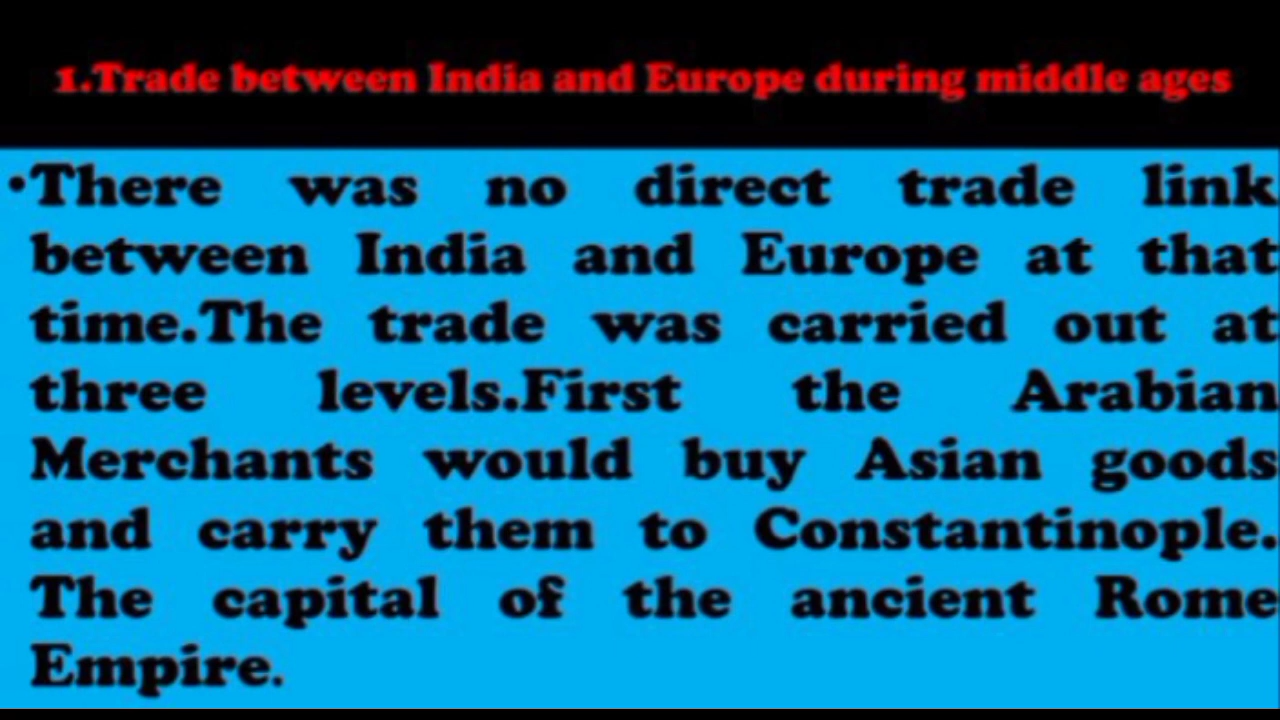 1.Trade between India and Europe during middle ages
•There was no direct trade link
between India and Europe at that
time.The trade was carried out at
three levels.First the Arabian
Merchants would buy Asian goods
and carry them to Constantinople.
The capital of the ancient Rome
Empire.